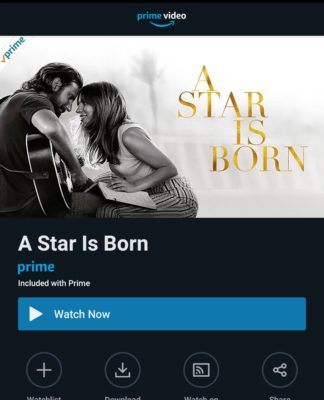 prime video
prime
A
STAR
IS
BORN
A Star Is Born
prime
Included with Prime
Watch Now
Watchlist Download Watch on Share